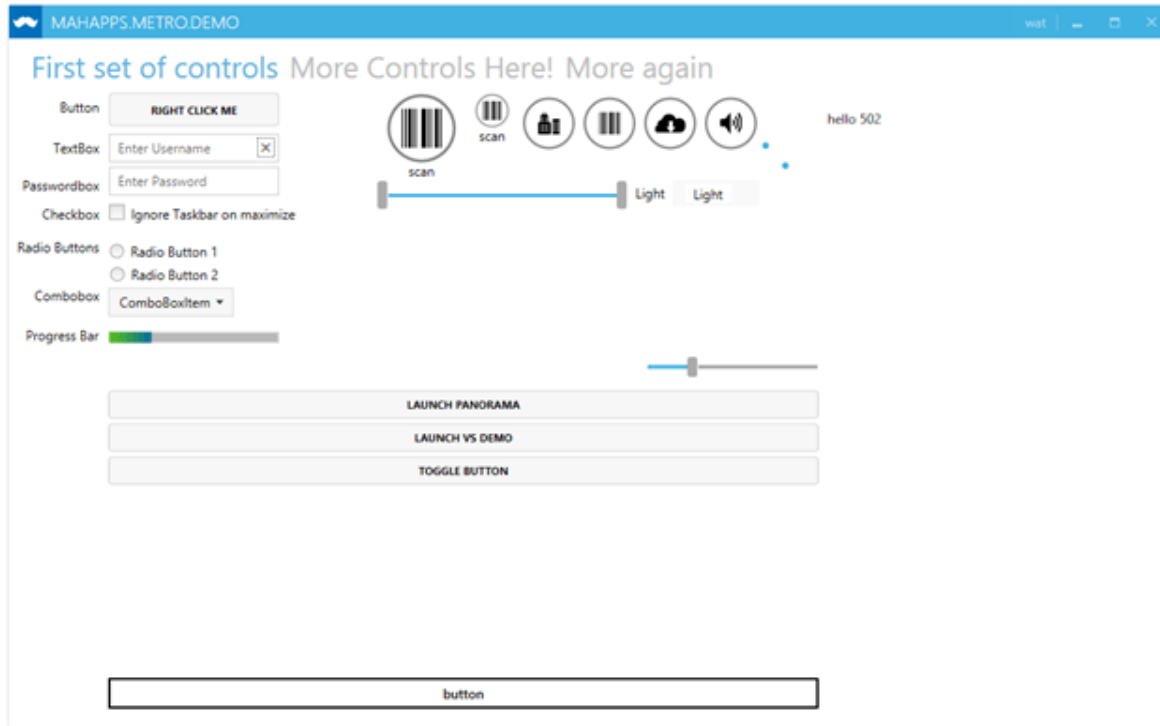 MAHAPPS.METRO.DEMO
wat
First set of controls More Controls Here! More again
Button
RIGHT CLICK ME
scan
scan
hello 502
TextBox
Enter Username
Passwordbox
Enter Password
Light
Light
Checkbox
Ignore Taskbar on maximize
Radio Buttons
Radio Button 1
Radio Button 2
Combobox
ComboBoxItem
Progress Bar
LAUNCH PANORAMA
LAUNCH VS DEMO
TOGGLE BUTTON
button